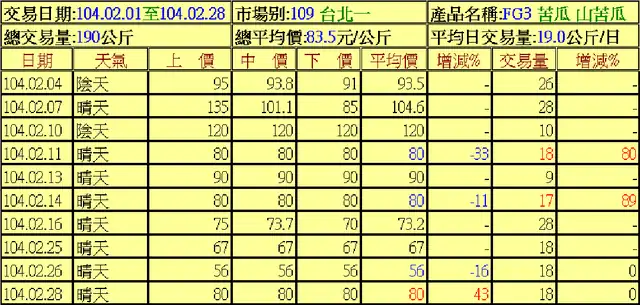 交易日期:104.02.01至104.02.28 市場別:109 台北一 產品名稱:FG3 苦瓜 山苦瓜
總交易量:190公斤 總平均價:83.5元/公斤 平均日交易量:19.0公斤/日
日期 天氣 上 價 中 價 下 價 平均價 增減% 交易量 增減%
104.02.04 陰天 95 93.8 91 93.5 - 26 -
104.02.07 晴天 135 101.1 85 104.6 - 28 -
104.02.10 陰天 120 120 120 120 - 10 -
104.02.11 晴天 80 80 80 80 -33 18 80
104.02.13 晴天 90 90 90 90 - 9 -
104.02.14 晴天 80 80 80 80 -11 17 89
104.02.16 晴天 75 73.7 70 73.2 - 28 -
104.02.25 晴天 67 67 67 67 - 18 -
104.02.26 晴天 56 56 56 56 -16 18 0
104.02.28 晴天 80 80 80 80 43 18 0